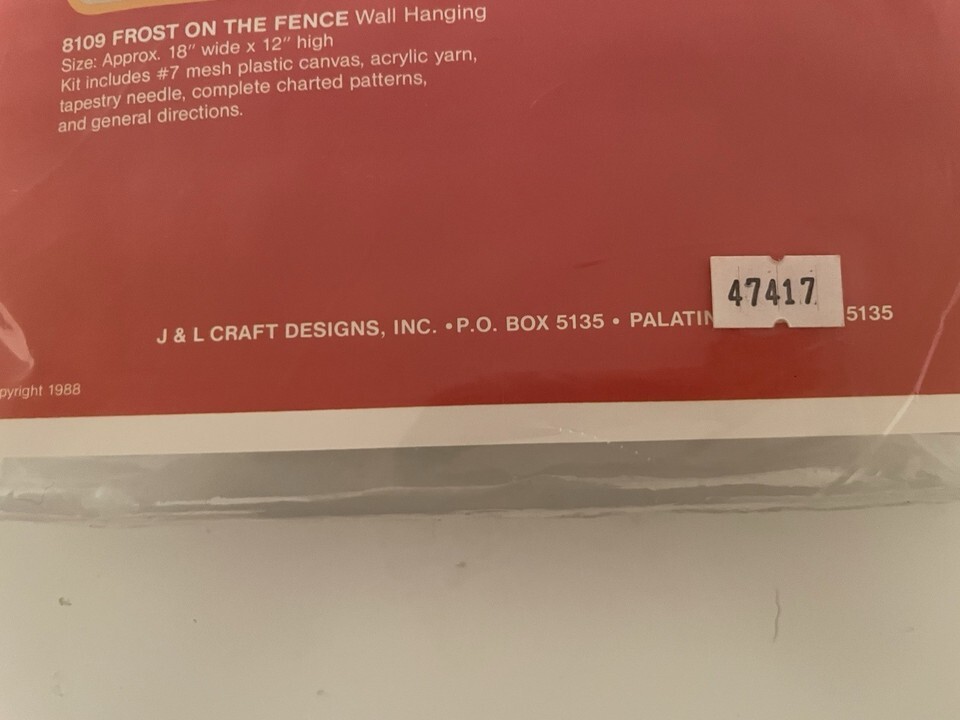 8109 FROST ON THE FENCE Wall Hanging
Size: Approx. 18" wide x 12" high
Kit includes #7 mesh plastic canvas, acrylic yarn,
tapestry needle, complete charted patterns,
and general directions.
47417
J & L CRAFT DESIGNS, INC. • P.O. BOX 5135 • PALATIN 5135
pyright 1988